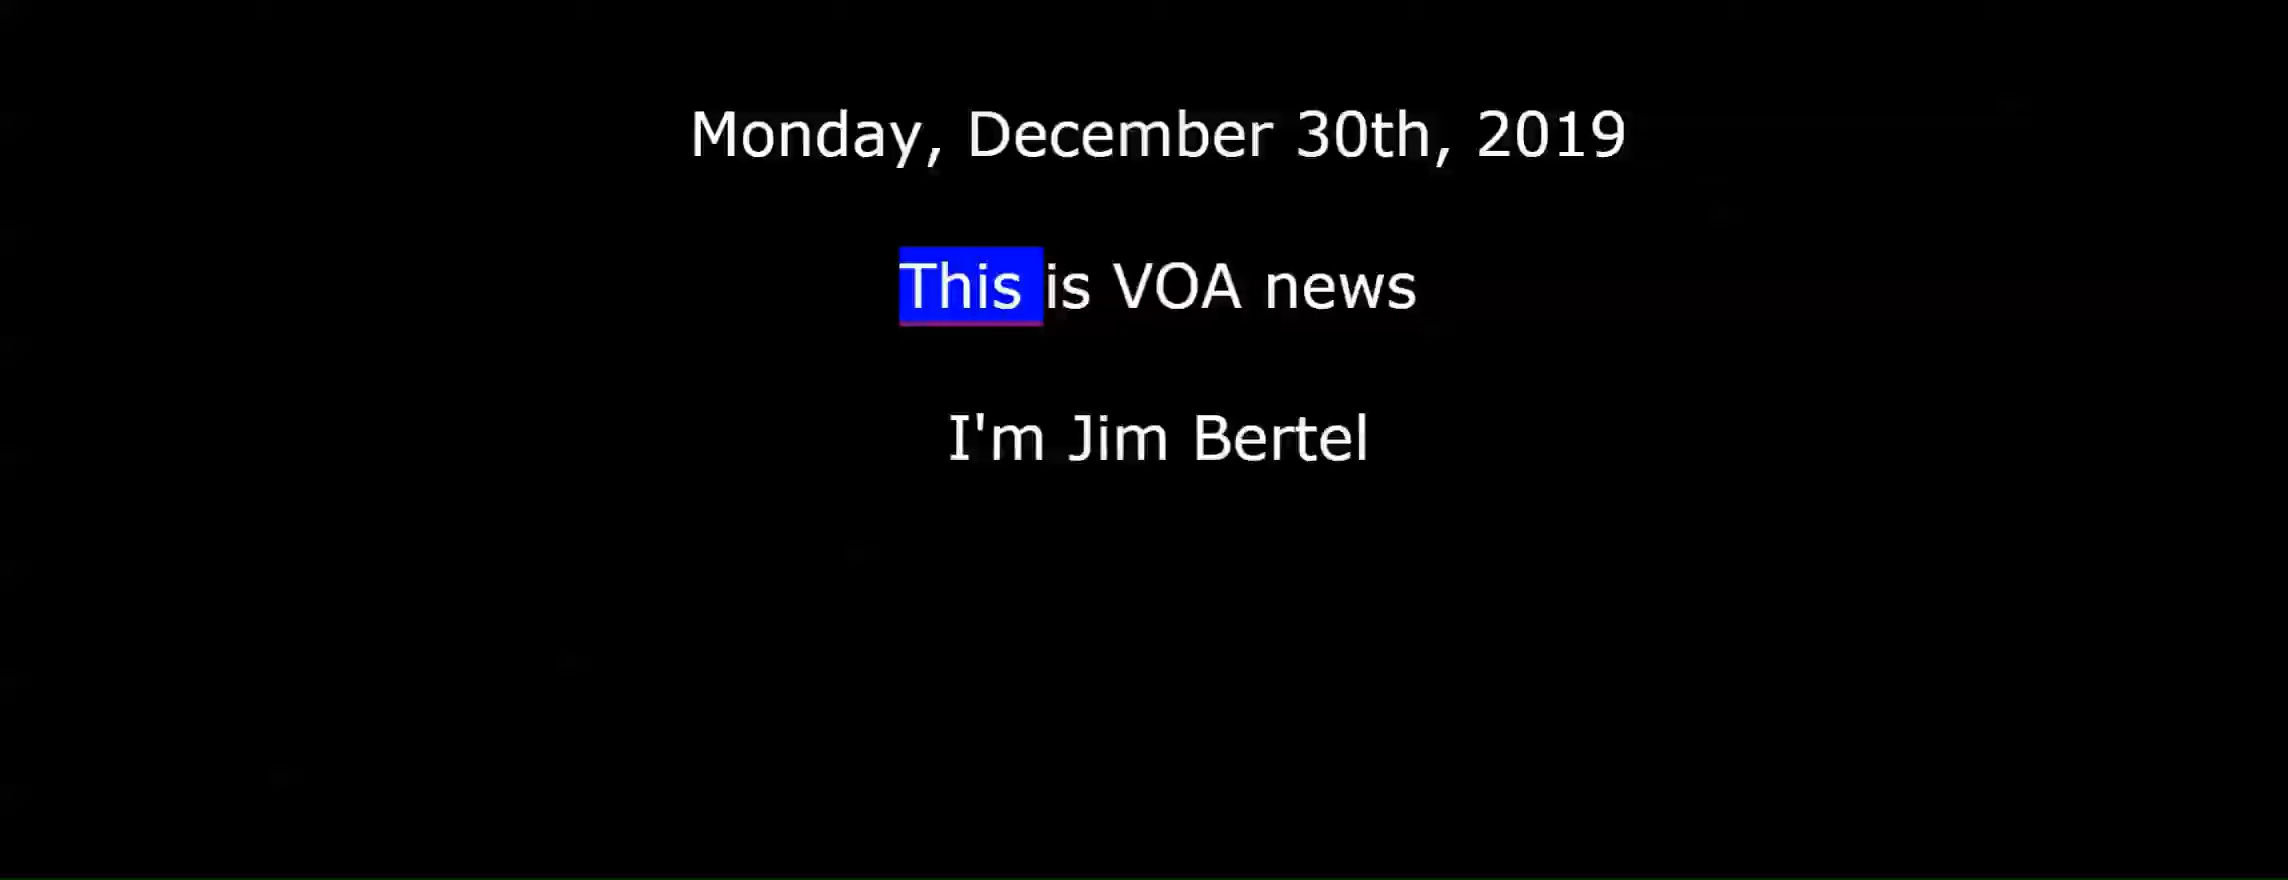 Monday, December 30th, 2019
This is VOA news
I'm Jim Bertel